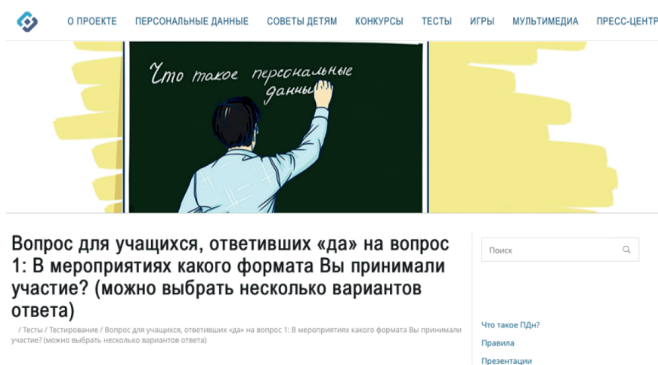 О ПРОЕКТЕ ПЕРСОНАЛЬНЫЕ ДАННЫЕ СОВЕТЫ ДЕТЯМ КОНКУРСЫ ТЕСТЫ ИГРЫ МУЛЬТИМЕДИА ПРЕСС-ЦЕНТР
Что такое персональные
данны
Вопрос для учащихся, ответивших «да» на вопрос
1: В мероприятиях какого формата Вы принимали
участие? (можно выбрать несколько вариантов
ответа)
/ Тесты / Тестирование / Вопрос для учащихся, ответивших «да» на вопрос 1: В мероприятиях какого формата Вы принимали
участие? (можно выбрать несколько вариантов ответа)
Поиск
Что такое ПДн?
Правила
Презентации